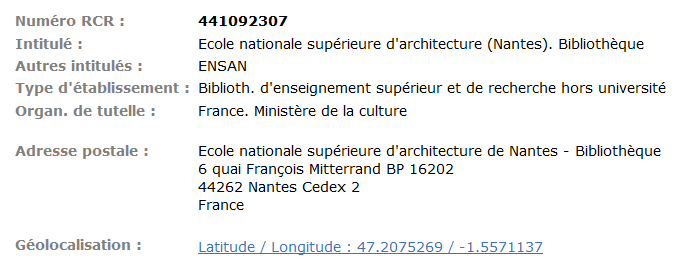 Numéro RCR : 441092307
Intitulé : Ecole nationale supérieure d'architecture (Nantes). Bibliothèque
Autres intitulés : ENSAN
Type d'établissement : Biblioth. d'enseignement supérieur et de recherche hors université
Organ. de tutelle : France. Ministère de la culture
Adresse postale : Ecole nationale supérieure d'architecture de Nantes - Bibliothèque
6 quai François Mitterrand BP 16202
44262 Nantes Cedex 2
France
Géolocalisation : Latitude / Longitude : 47.2075269 / -1.5571137